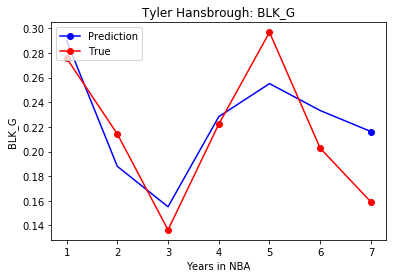 Tyler Hansbrough: BLK_G
Prediction
True
BLK_G
0.30
0.28
0.26
0.24
0.22
0.20
0.18
0.16
0.14
1 2 3 4 5 6 7
Years in NBA